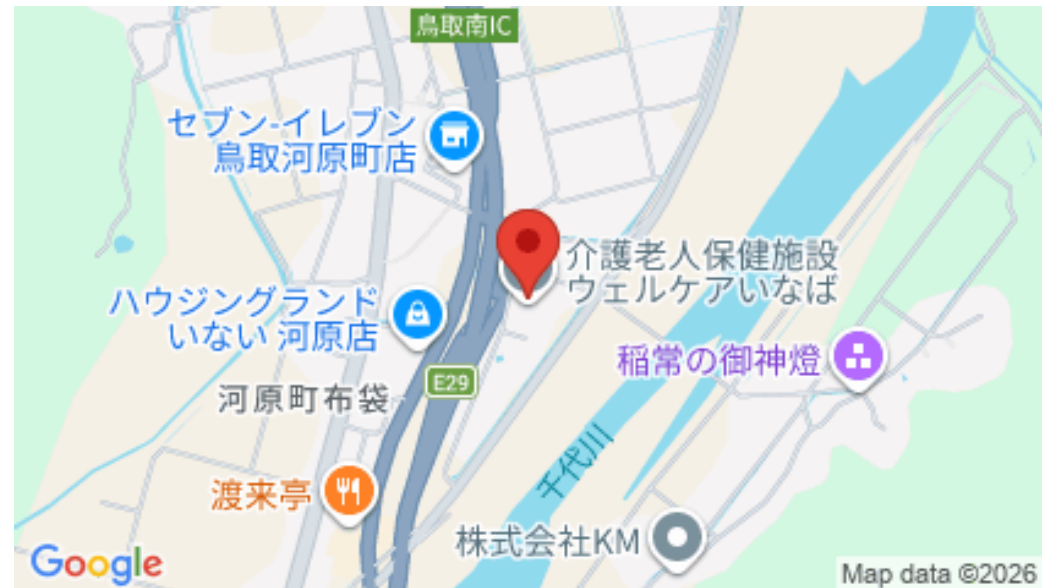 鳥取南IC
セブン-イレブン
鳥取河原町店
介護老人保健施設
ウェルケアいなば
ハウジングランド
いない 河原店
稲常の御神燈
E29
河原町布袋
千代川
渡来亭
株式会社KM
Google
Map data ©2026